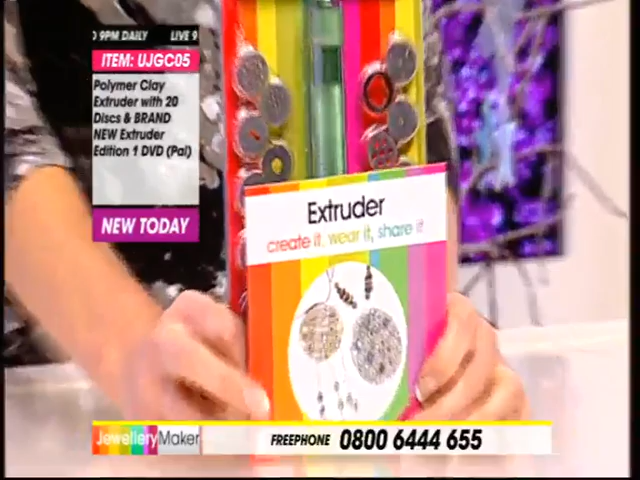 9PM DAILY LIVE 9
ITEM: UJGC05
Polymer Clay
Extruder with 20
Discs & BRAND
NEW Extruder
Edition 1 DVD (Pal)
NEW TODAY
Extruder
create it, wear it, share it
JewelleryMaker
FREEPHONE 0800 6444 655